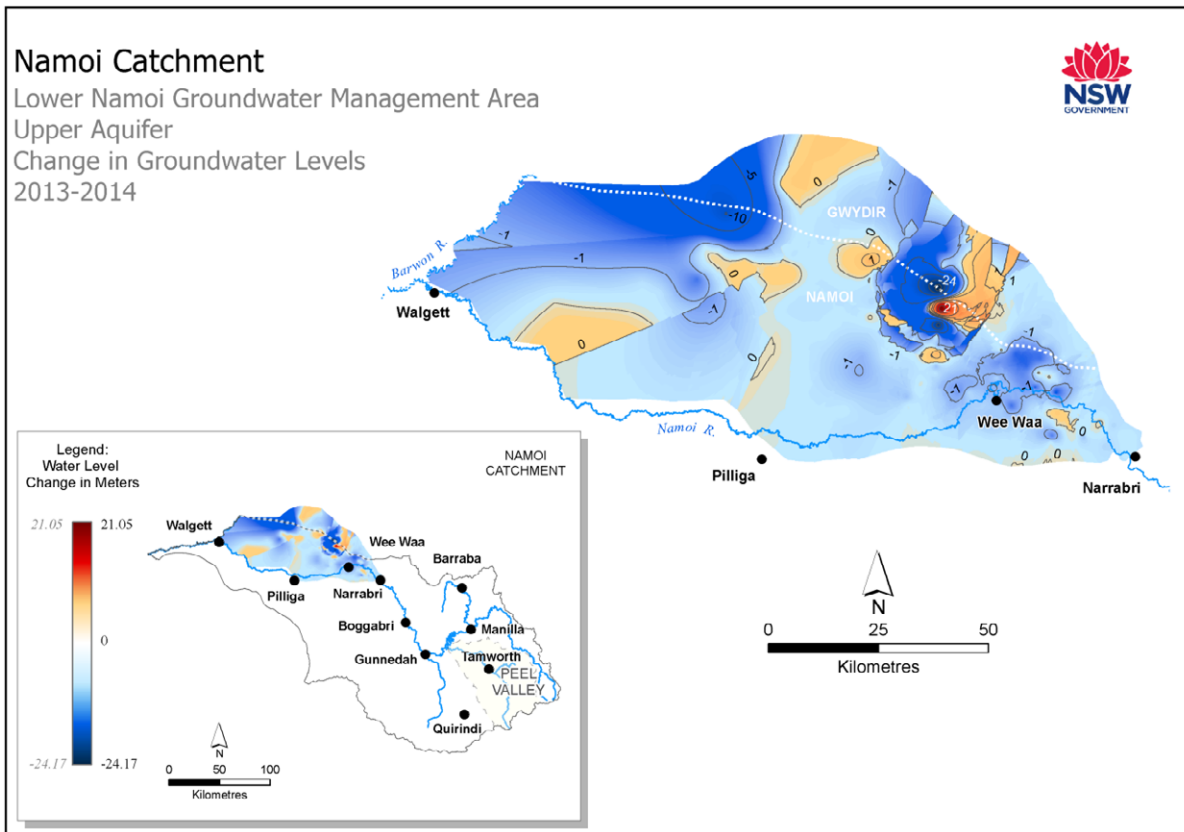 Namoi Catchment
Lower Namoi Groundwater Management Area
Upper Aquifer
Change in Groundwater Levels
2013-2014
NSW
GOVERNMENT
-5
0
-1
-10
GWYDIR
-1
Barwon R.
-1
0
1
0
-24
1
1
NAMOI
-1
21
Walgett
0
-1
0
-1
-1
-1
-1
Wee Waa
0
Namoi R.
0
0
Pilliga
Narrabri
N
0
25
50
Kilometres
Legend:
Water Level
Change in Meters
21.05
21.05
0
-24.17
-24.17
NAMOI
CATCHMENT
Walgett
Wee Waa
Barraba
Pilliga
Narrabri
Boggabri
Manilla
Gunnedah
Tamworth
PEEL
VALLEY
Quirindi
N
0
50
100
Kilometres